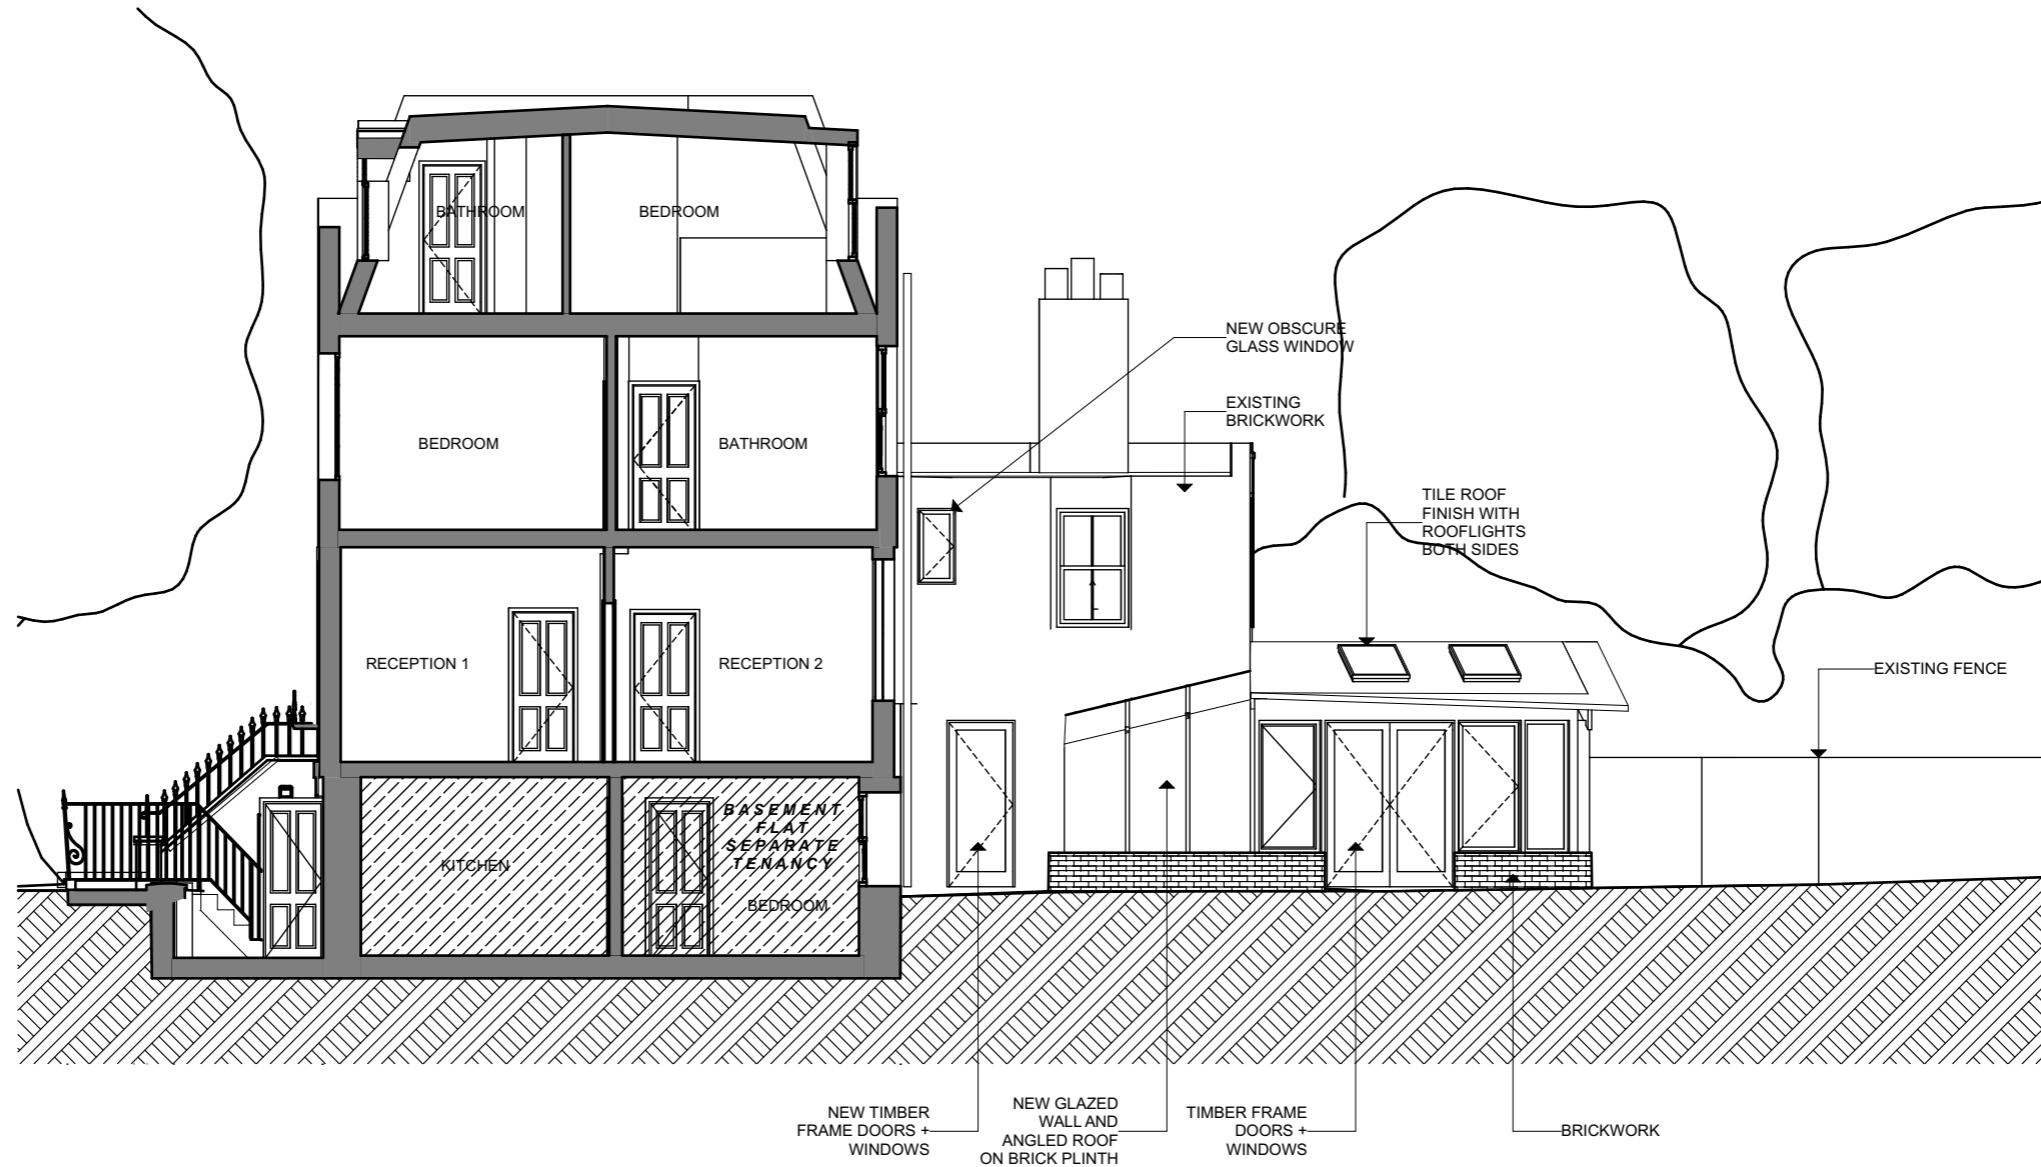 BATHROOM
BEDROOM
NEW OBSCURE
GLASS WINDOW
EXISTING
BRICKWORK
BEDROOM
BATHROOM
TILE ROOF
FINISH WITH
ROOFLIGHTS
BOTH SIDES
RECEPTION 1
RECEPTION 2
EXISTING FENCE
BASEMENT
FLAT
SEPARATE
TENANCY
KITCHEN
BEDROOM
NEW TIMBER
FRAME DOORS +
WINDOWS
NEW GLAZED
WALL AND
ANGLED ROOF
ON BRICK PLINTH
TIMBER FRAME
DOORS +
WINDOWS
BRICKWORK